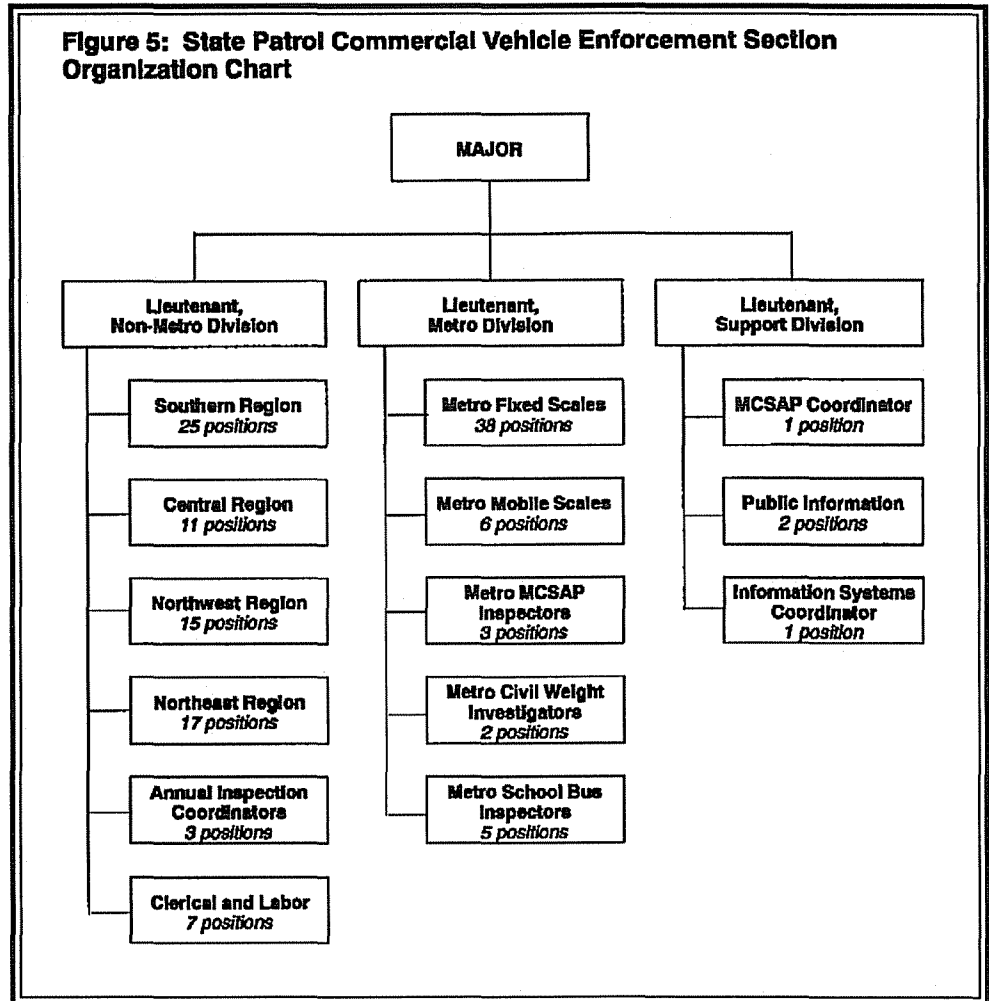 Figure 5: State Patrol Commercial Vehicle Enforcement Section
Organization Chart
MAJOR
Lieutenant,
Non-Metro Division
Southern Region
25 positions
Central Region
11 positions
Northwest Region
15 positions
Northeast Region
17 positions
Annual Inspection
Coordinators
3 positions
Clerical and Labor
7 positions
Lieutenant,
Metro Division
Metro Fixed Scales
38 positions
Metro Mobile Scales
6 positions
Metro MCSAP
Inspectors
3 positions
Metro Civil Weight
Investigators
2 positions
Metro School Bus
Inspectors
5 positions
Lieutenant,
Support Division
MCSAP Coordinator
1 position
Public Information
2 positions
Information Systems
Coordinator
1 position